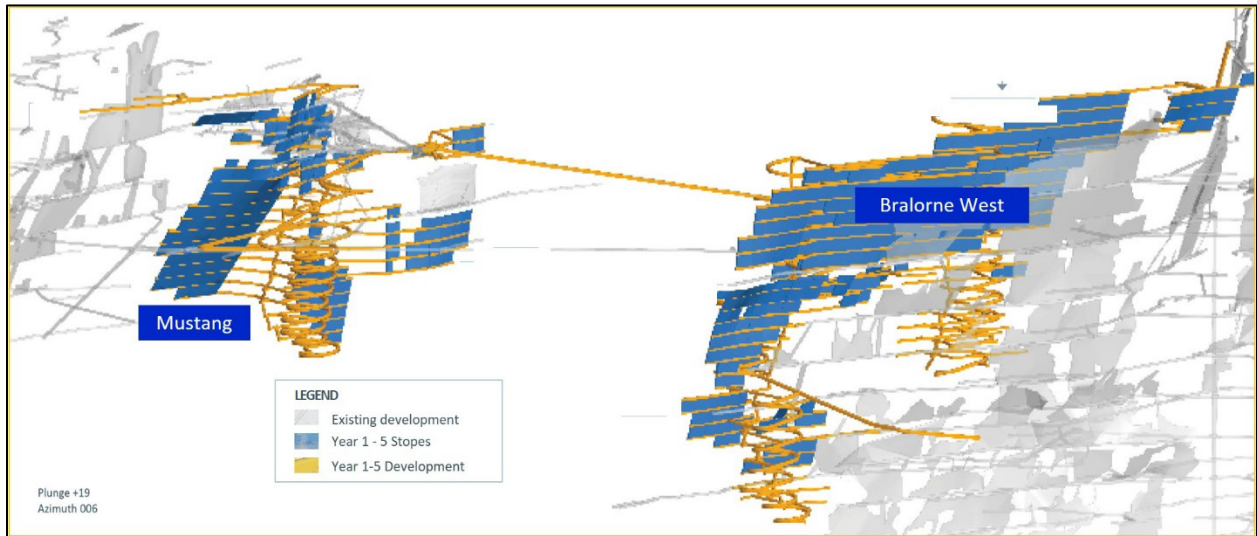 Bralorne West
Mustang
LEGEND
Existing development
Year 1 - 5 Stopes
Year 1-5 Development
Plunge +19
Azimuth 006